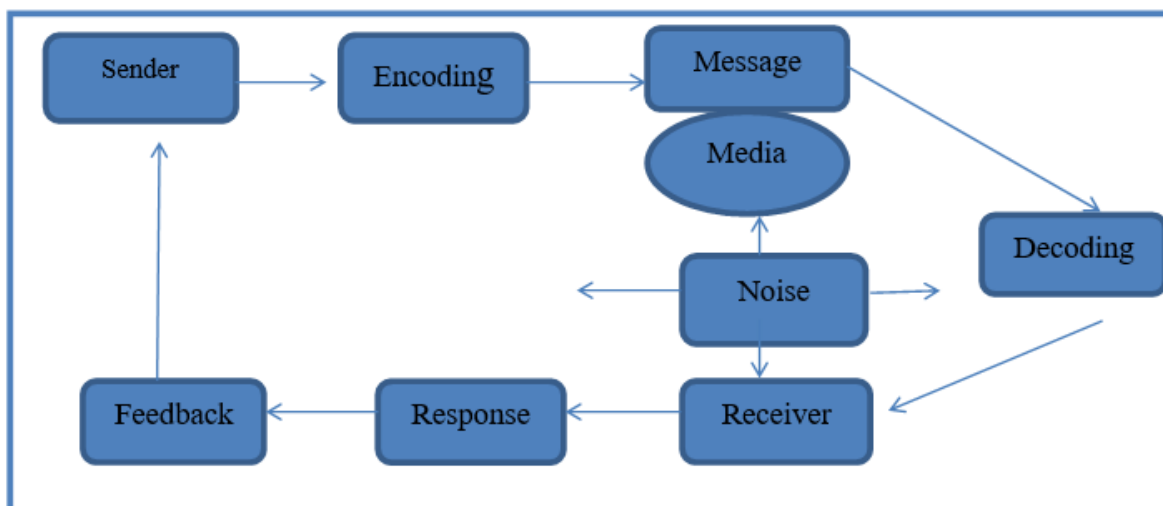 Sender
Encoding
Message
Media
Decoding
Noise
Feedback
Response
Receiver